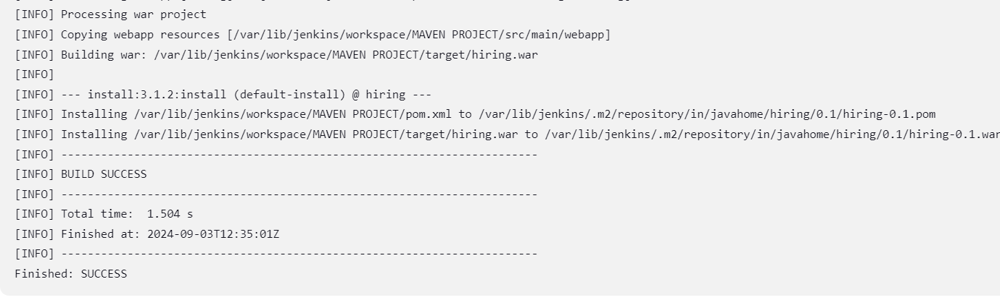 [INFO] Processing war project
[INFO] Copying webapp resources [/var/lib/jenkins/workspace/MAVEN PROJECT/src/main/webapp]
[INFO] Building war: /var/lib/jenkins/workspace/MAVEN PROJECT/target/hiring.war
[INFO]
[INFO] --- install:3.1.2:install (default-install) @ hiring ---
[INFO] Installing /var/lib/jenkins/workspace/MAVEN PROJECT/pom.xml to /var/lib/jenkins/.m2/repository/in/javahome/hiring/0.1/hiring-0.1.pom
[INFO] Installing /var/lib/jenkins/workspace/MAVEN PROJECT/target/hiring.war to /var/lib/jenkins/.m2/repository/in/javahome/hiring/0.1/hiring-0.1.war
[INFO] ------------------------------------------------------------------------
[INFO] BUILD SUCCESS
[INFO] ------------------------------------------------------------------------
[INFO] Total time:  1.504 s
[INFO] Finished at: 2024-09-03T12:35:01Z
[INFO] ------------------------------------------------------------------------
Finished: SUCCESS